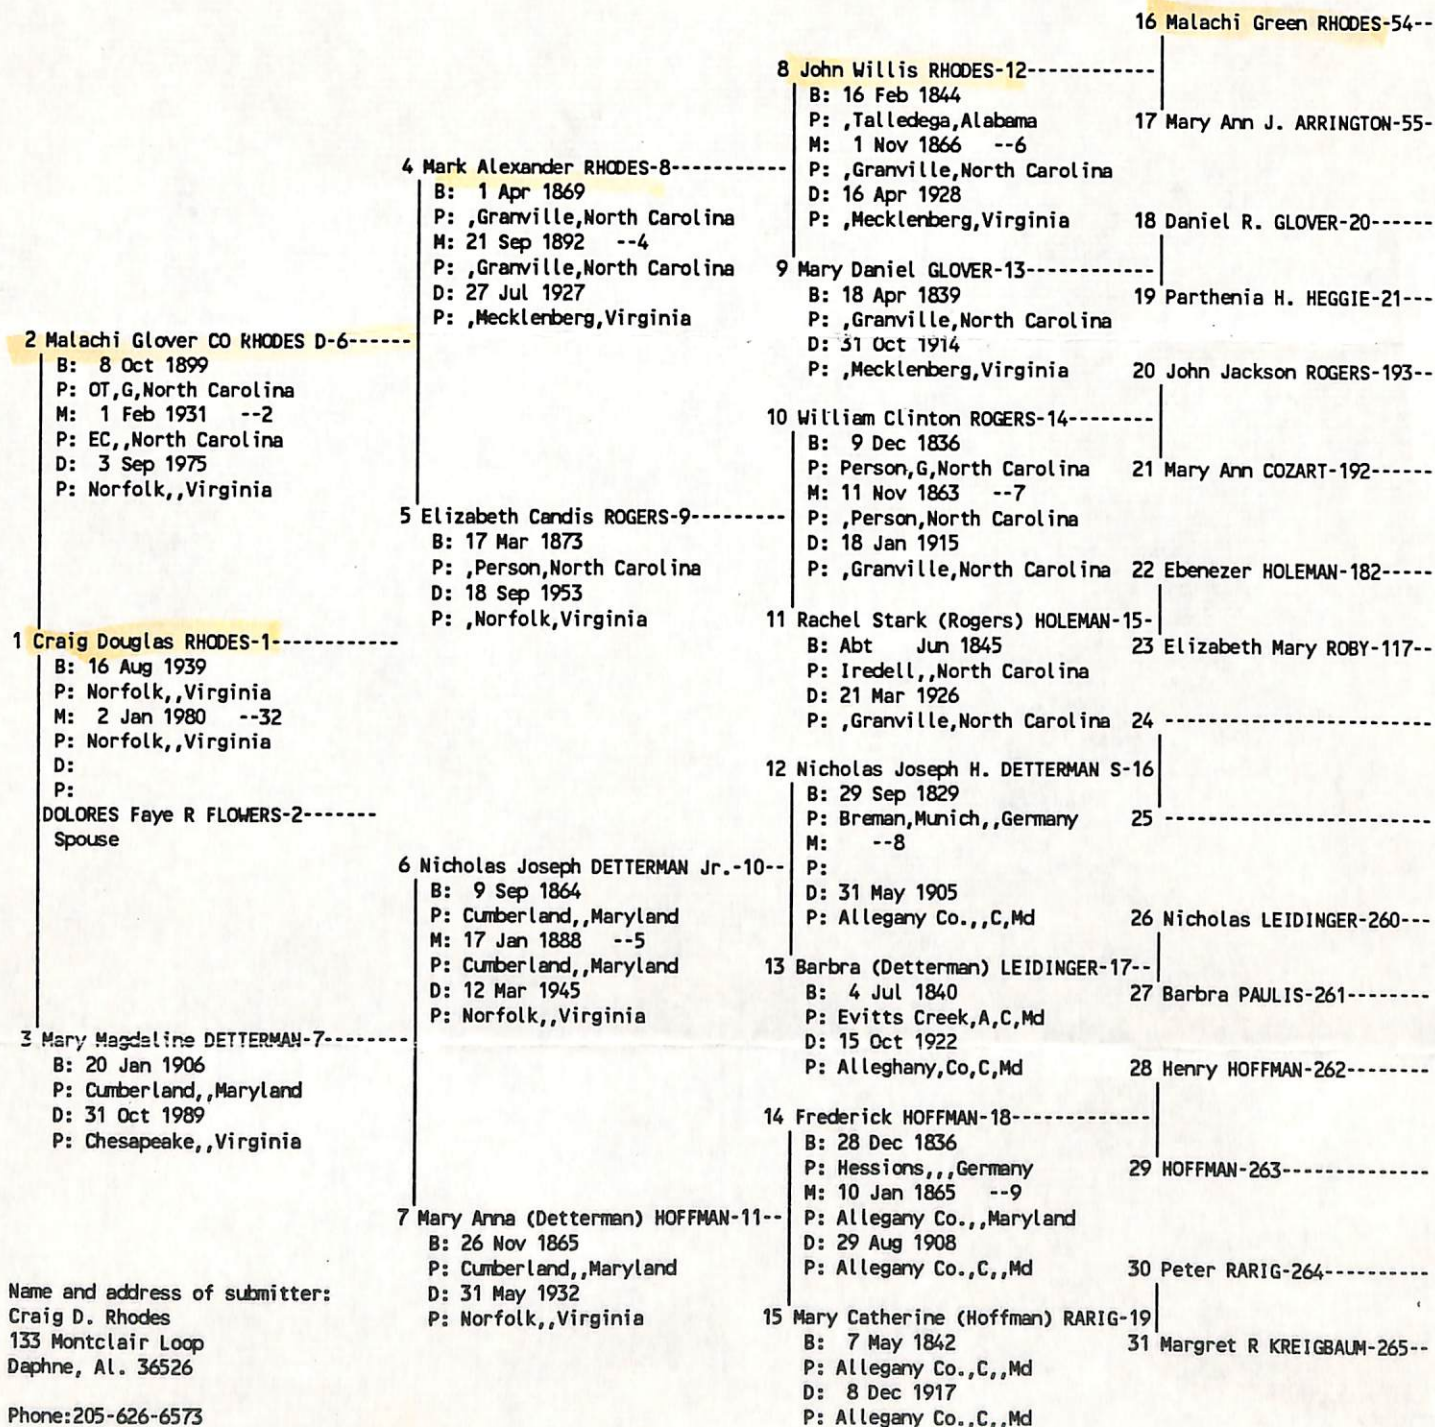 16 Malachi Green RHODES-54--
8 John Willis RHODES-12------------
B: 16 Feb 1844
P: ,Talledega,Alabama
M: 1 Nov 1866 --6
P: ,Granville,North Carolina
D: 16 Apr 1928
P: ,Mecklenberg,Virginia
17 Mary Ann J. ARRINGTON-55-
4 Mark Alexander RHODES-8-----------
B: 1 Apr 1869
P: ,Granville,North Carolina
M: 21 Sep 1892 --4
P: ,Granville,North Carolina
D: 27 Jul 1927
P: ,Mecklenberg,Virginia
18 Daniel R. GLOVER-20------
9 Mary Daniel GLOVER-13------------
B: 18 Apr 1839
P: ,Granville,North Carolina
D: 31 Oct 1914
P: ,Mecklenberg,Virginia
19 Parthenia H. HEGGIE-21---
2 Malachi Glover CO RHODES D-6------
B: 8 Oct 1899
P: OT,G,North Carolina
M: 1 Feb 1931 --2
P: EC,,North Carolina
D: 3 Sep 1975
P: Norfolk,,Virginia
20 John Jackson ROGERS-193--
10 William Clinton ROGERS-14--------
B: 9 Dec 1836
P: Person,G,North Carolina
M: 11 Nov 1863 --7
P: ,Person,North Carolina
D: 18 Jan 1915
P: ,Granville,North Carolina
21 Mary Ann COZART-192------
5 Elizabeth Candis ROGERS-9---------
B: 17 Mar 1873
P: ,Person,North Carolina
D: 18 Sep 1953
P: ,Norfolk,Virginia
22 Ebenezer HOLEMAN-182-----
11 Rachel Stark (Rogers) HOLEMAN-15-
B: Abt Jun 1845
P: Iredell,,North Carolina
D: 21 Mar 1926
P: ,Granville,North Carolina
23 Elizabeth Mary ROBY-117--
1 Craig Douglas RHODES-1------------
B: 16 Aug 1939
P: Norfolk,,Virginia
M: 2 Jan 1980 --32
P: Norfolk,,Virginia
D:
P:
DOLORES Faye R FLOWERS-2-------
Spouse
24 ------------------------
12 Nicholas Joseph H. DETTERMAN S-16
B: 29 Sep 1829
P: Breman,Munich,,Germany
M: --8
P:
D: 31 May 1905
P: Allegany Co.,,C,Md
25 ------------------------
6 Nicholas Joseph DETTERMAN Jr.-10--
B: 9 Sep 1864
P: Cumberland,,Maryland
M: 17 Jan 1888 --5
P: Cumberland,,Maryland
D: 12 Mar 1945
P: Norfolk,,Virginia
26 Nicholas LEIDINGER-260---
13 Barbra (Detterman) LEIDINGER-17--
B: 4 Jul 1840
P: Evitts Creek,A,C,Md
D: 15 Oct 1922
P: Alleghany,Co,C,Md
27 Barbra PAULIS-261--------
3 Mary Magdaline DETTERMAN-7--------
B: 20 Jan 1906
P: Cumberland,,Maryland
D: 31 Oct 1989
P: Chesapeake,,Virginia
28 Henry HOFFMAN-262--------
14 Frederick HOFFMAN-18-------------
B: 28 Dec 1836
P: Hessions,,,Germany
M: 10 Jan 1865 --9
P: Allegany Co.,,Maryland
D: 29 Aug 1908
P: Allegany Co.,C,,Md
29 HOFFMAN-263--------------
7 Mary Anna (Detterman) HOFFMAN-11--
B: 26 Nov 1865
P: Cumberland,,Maryland
D: 31 May 1932
P: Norfolk,,Virginia
30 Peter RARIG-264----------
15 Mary Catherine (Hoffman) RARIG-19
B: 7 May 1842
P: Allegany Co.,C,,Md
D: 8 Dec 1917
P: Allegany Co.,C,,Md
31 Margret R KREIGBAUM-265--
Name and address of submitter:
Craig D. Rhodes
133 Montclair Loop
Daphne, Al. 36526
Phone:205-626-6573